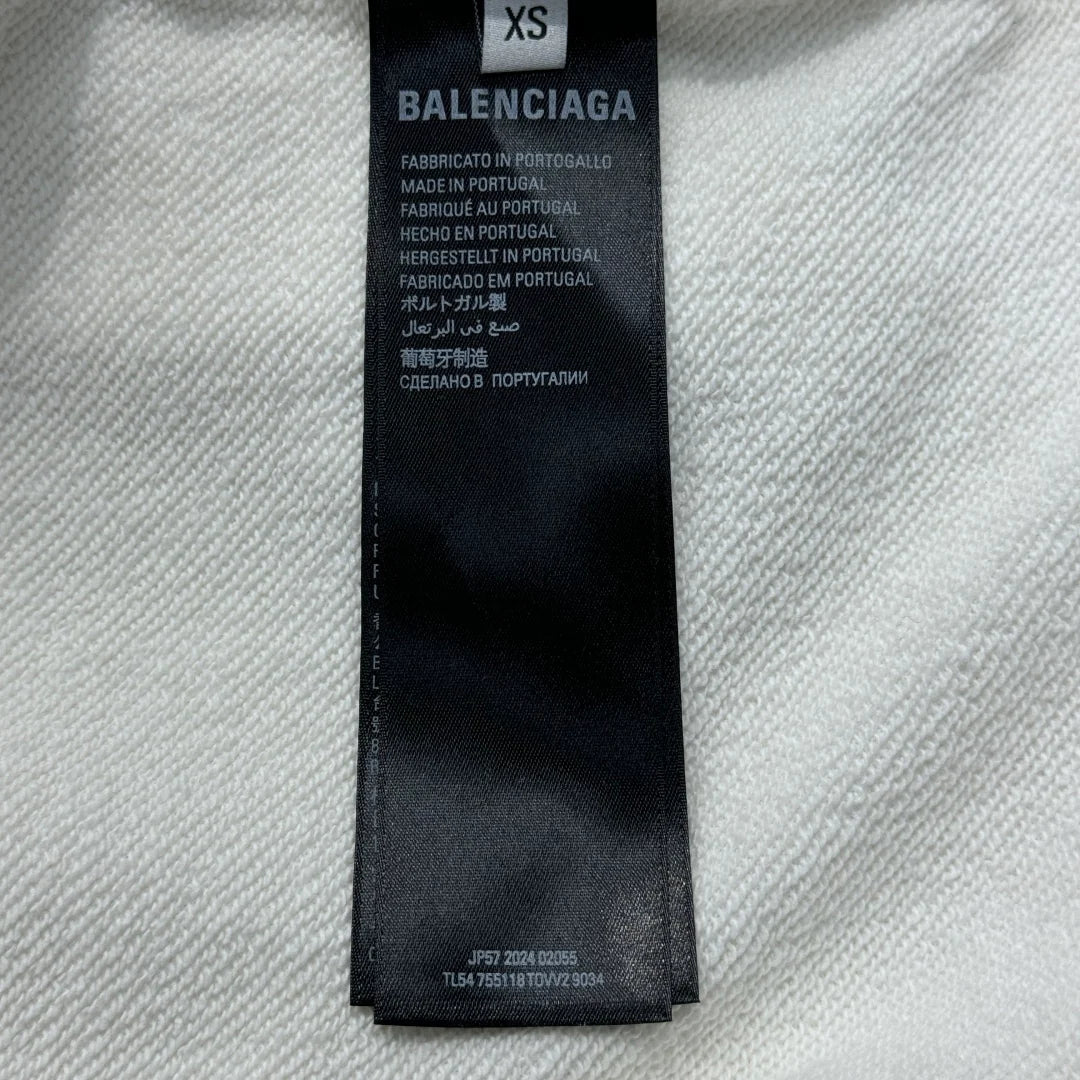 XS
BALENCIAGA
FABBRICATO IN PORTOGALLO
MADE IN PORTUGAL
FABRIQUÉ AU PORTUGAL
HECHO EN PORTUGAL
HERGESTELLT IN PORTUGAL
FABRICADO EM PORTUGAL
ポルトガル製
صنع في البرتغال
葡萄牙制造
СДЕЛАНО В ПОРТУГАЛИИ
JP57 2024 02055
TL54 755118 TOVV2 9034